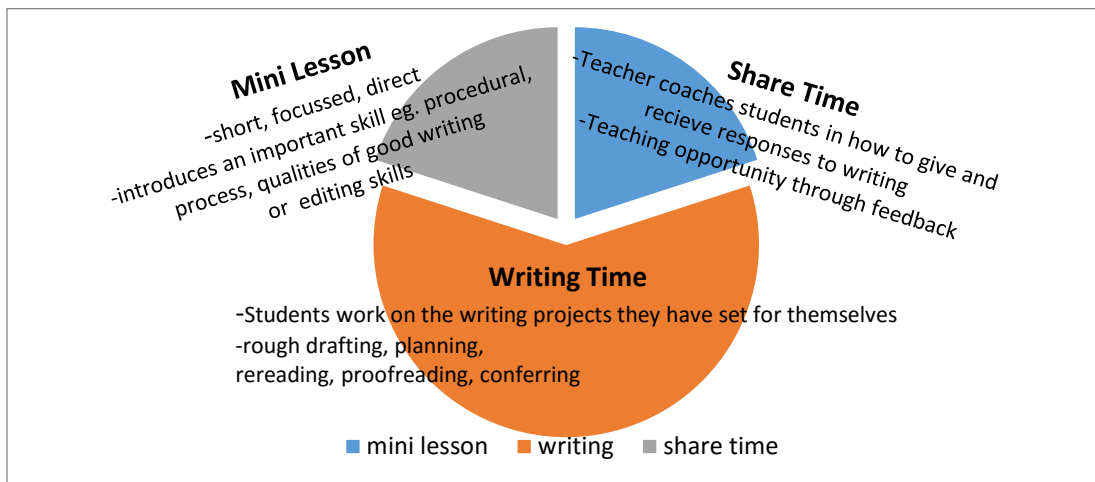 Mini Lesson
-short, focussed, direct
-introduces an important skill eg. procedural,
process, qualities of good writing
or editing skills
Share Time
-Teacher coaches students in how to give and
recieve responses to writing
-Teaching opportunity through feedback
Writing Time
-Students work on the writing projects they have set for themselves
-rough drafting, planning,
rereading, proofreading, conferring
mini lesson writing share time